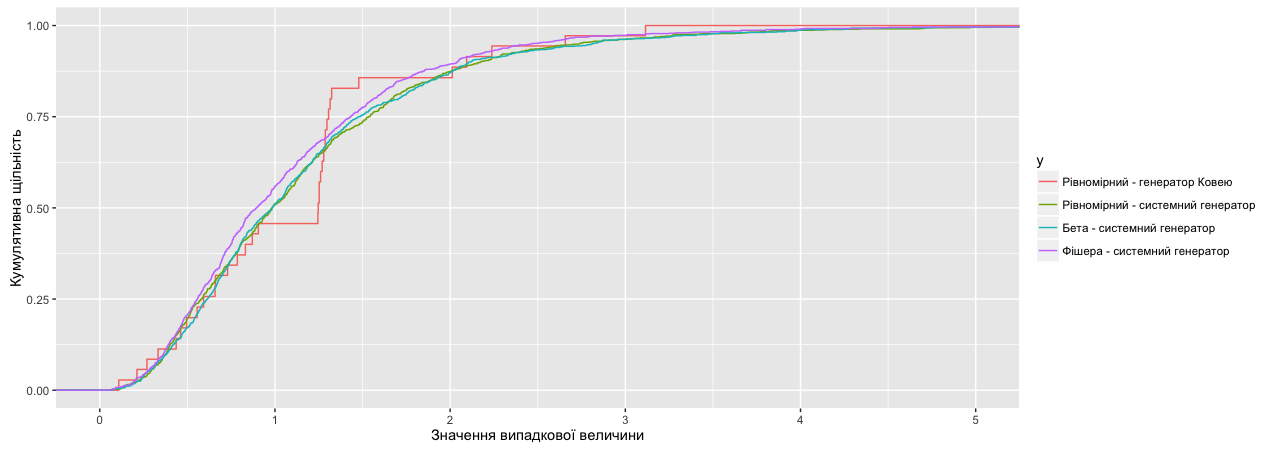 1.00
0.75
0.50
0.25
0.00
Кумулятивна щільність
0 1 2 3 4 5
Значення випадкової величини
y
Рівномірний - генератор Ковею
Рівномірний - системний генератор
Бета - системний генератор
Фішера - системний генератор